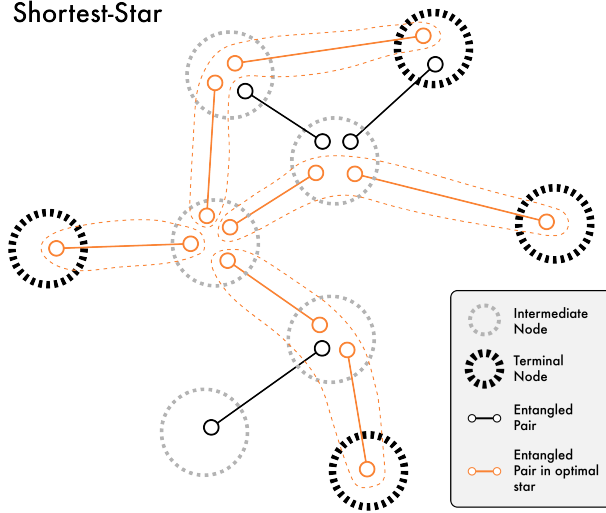 Shortest-Star
Intermediate
Node
Terminal
Node
Entangled
Pair
Entangled
Pair in optimal
star